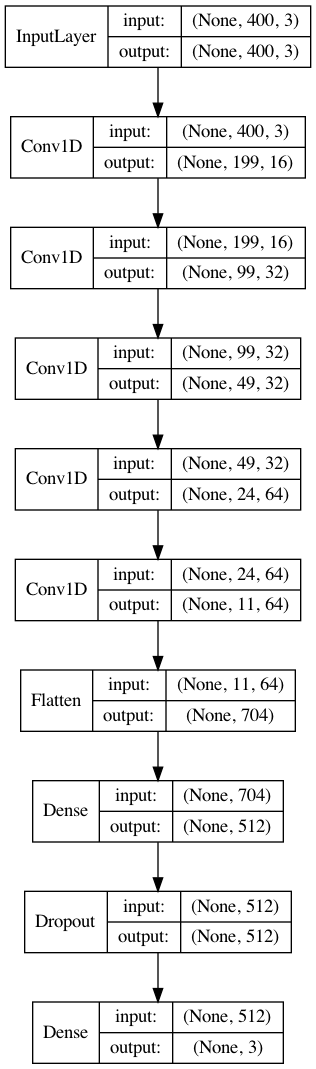 InputLayer
input: (None, 400, 3)
output: (None, 400, 3)
Conv1D
input: (None, 400, 3)
output: (None, 199, 16)
Conv1D
input: (None, 199, 16)
output: (None, 99, 32)
Conv1D
input: (None, 99, 32)
output: (None, 49, 32)
Conv1D
input: (None, 49, 32)
output: (None, 24, 64)
Conv1D
input: (None, 24, 64)
output: (None, 11, 64)
Flatten
input: (None, 11, 64)
output: (None, 704)
Dense
input: (None, 704)
output: (None, 512)
Dropout
input: (None, 512)
output: (None, 512)
Dense
input: (None, 512)
output: (None, 3)